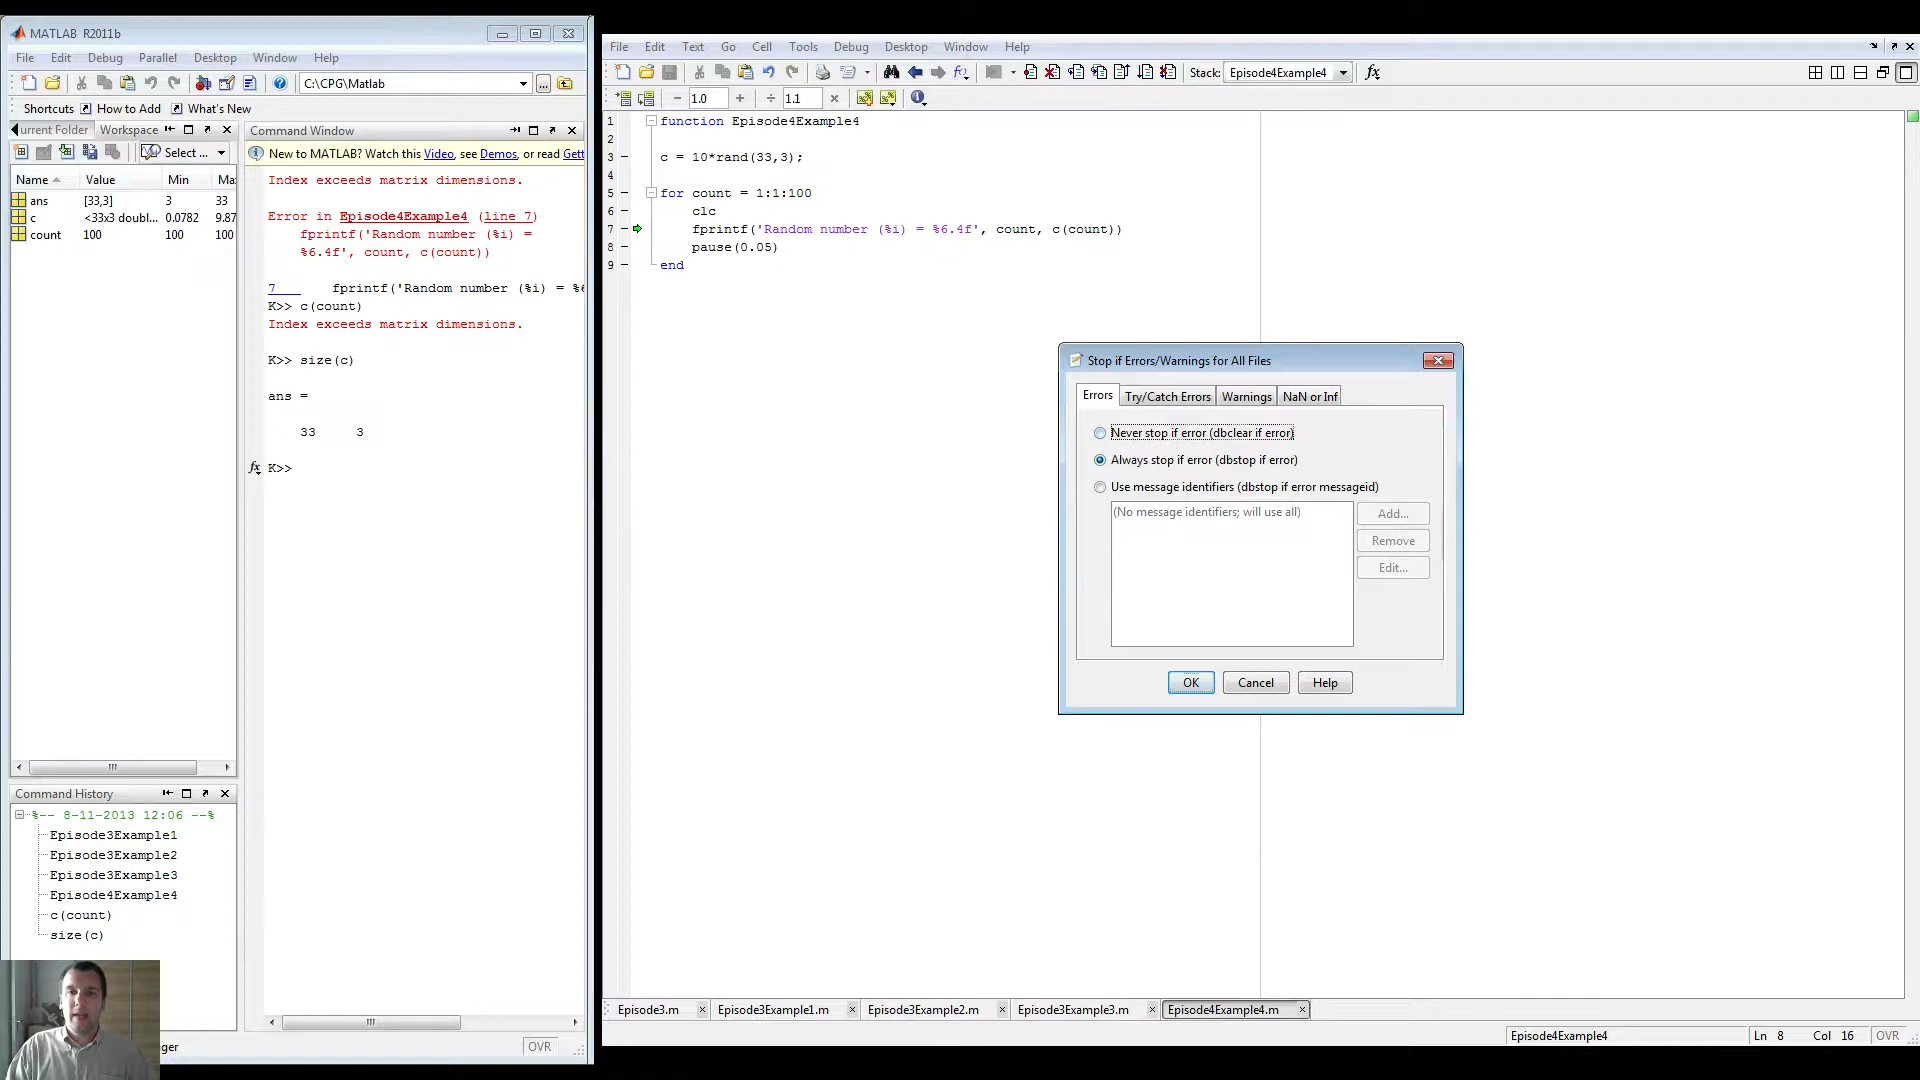 MATLAB R2011b
File Edit Debug Parallel Desktop Window Help
C:\CPG\Matlab
Shortcuts How to Add What's New
urrent Folder Workspace
Select ...
Name Value Min Ma
ans [33,3] 3 33
c <33x3 doubl... 0.0782 9.87
count 100 100 100
Command History
%-- 8-11-2013 12:06 --%
Episode3Example1
Episode3Example2
Episode3Example3
Episode4Example4
c(count)
size(c)
gger
OVR
Command Window
New to MATLAB? Watch this Video, see Demos, or read Gett
Index exceeds matrix dimensions.
Error in Episode4Example4 (line 7)
fprintf('Random number (%i) =
%6.4f', count, c(count))
7 fprintf('Random number (%i) = %6
K>> c(count)
Index exceeds matrix dimensions.
K>> size(c)
ans =
33 3
fx K>>
File Edit Text Go Cell Tools Debug Desktop Window Help
Stack: Episode4Example4 fx
− 1.0 + ÷ 1.1 ×
1 function Episode4Example4
2
3 c = 10*rand(33,3);
4
5 for count = 1:1:100
6 clc
7 fprintf('Random number (%i) = %6.4f', count, c(count))
8 pause(0.05)
9 end
Stop if Errors/Warnings for All Files
Errors Try/Catch Errors Warnings NaN or Inf
Never stop if error (dbclear if error)
Always stop if error (dbstop if error)
Use message identifiers (dbstop if error messageid)
(No message identifiers; will use all)
Add...
Remove
Edit...
OK Cancel Help
Episode3.m Episode3Example1.m Episode3Example2.m Episode3Example3.m Episode4Example4.m
Episode4Example4 Ln 8 Col 16 OVR